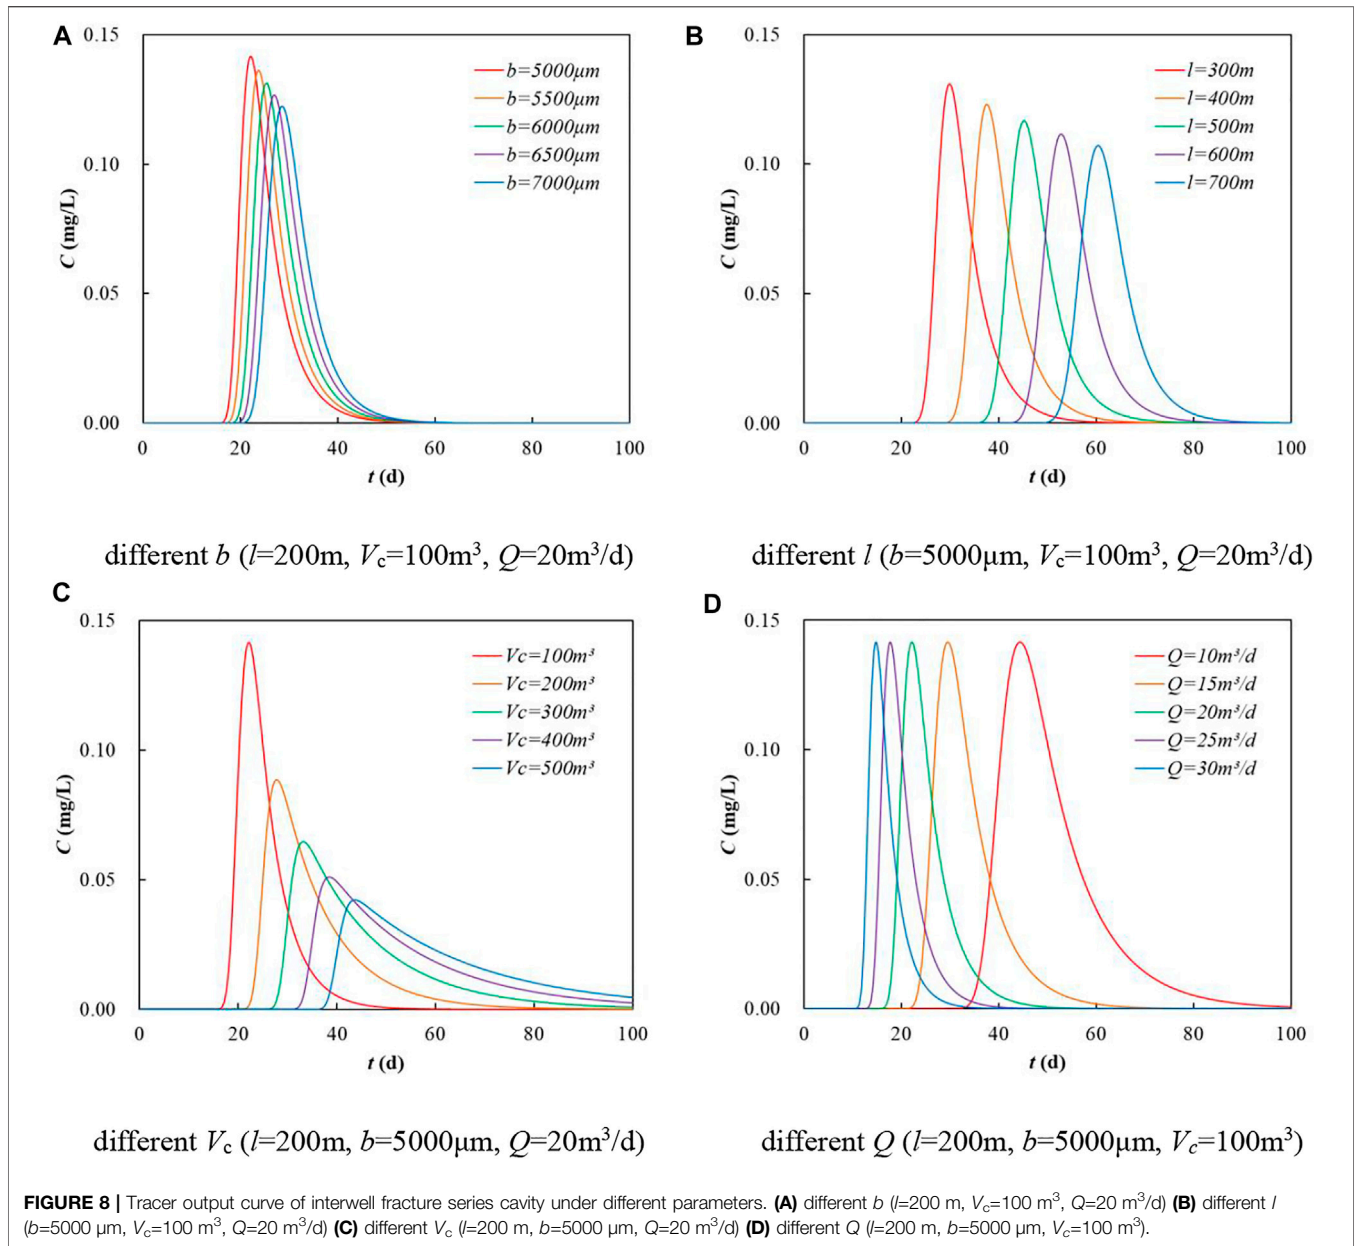 A
0.15
0.10
0.05
0.00
C (mg/L)
0 20 40 60 80 100
t (d)
b=5000μm
b=5500μm
b=6000μm
b=6500μm
b=7000μm
different b (l=200m, Vc=100m³, Q=20m³/d)
B
0.15
0.10
0.05
0.00
C (mg/L)
0 20 40 60 80 100
t (d)
l=300m
l=400m
l=500m
l=600m
l=700m
different l (b=5000μm, Vc=100m³, Q=20m³/d)
C
0.15
0.10
0.05
0.00
C (mg/L)
0 20 40 60 80 100
t (d)
Vc=100m³
Vc=200m³
Vc=300m³
Vc=400m³
Vc=500m³
different Vc (l=200m, b=5000μm, Q=20m³/d)
D
0.15
0.10
0.05
0.00
C (mg/L)
0 20 40 60 80 100
t (d)
Q=10m³/d
Q=15m³/d
Q=20m³/d
Q=25m³/d
Q=30m³/d
different Q (l=200m, b=5000μm, Vc=100m³)
FIGURE 8 | Tracer output curve of interwell fracture series cavity under different parameters. (A) different b (l=200 m, Vc=100 m³, Q=20 m³/d) (B) different l
(b=5000 μm, Vc=100 m³, Q=20 m³/d) (C) different Vc (l=200 m, b=5000 μm, Q=20 m³/d) (D) different Q (l=200 m, b=5000 μm, Vc=100 m³).